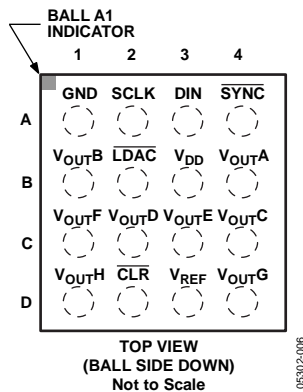 BALL A1
INDICATOR
1 2 3 4
A GND SCLK DIN SYNC
B VOUTB LDAC VDD VOUTA
C VOUTF VOUTD VOUTE VOUTC
D VOUTH CLR VREF VOUTG
TOP VIEW
(BALL SIDE DOWN)
Not to Scale
05302-006